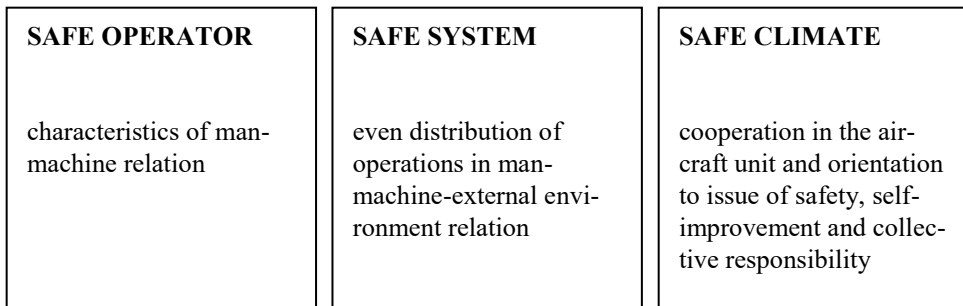 SAFE OPERATOR
characteristics of man-
machine relation
SAFE SYSTEM
even distribution of
operations in man-
machine-external envi-
ronment relation
SAFE CLIMATE
cooperation in the air-
craft unit and orientation
to issue of safety, self-
improvement and collec-
tive responsibility